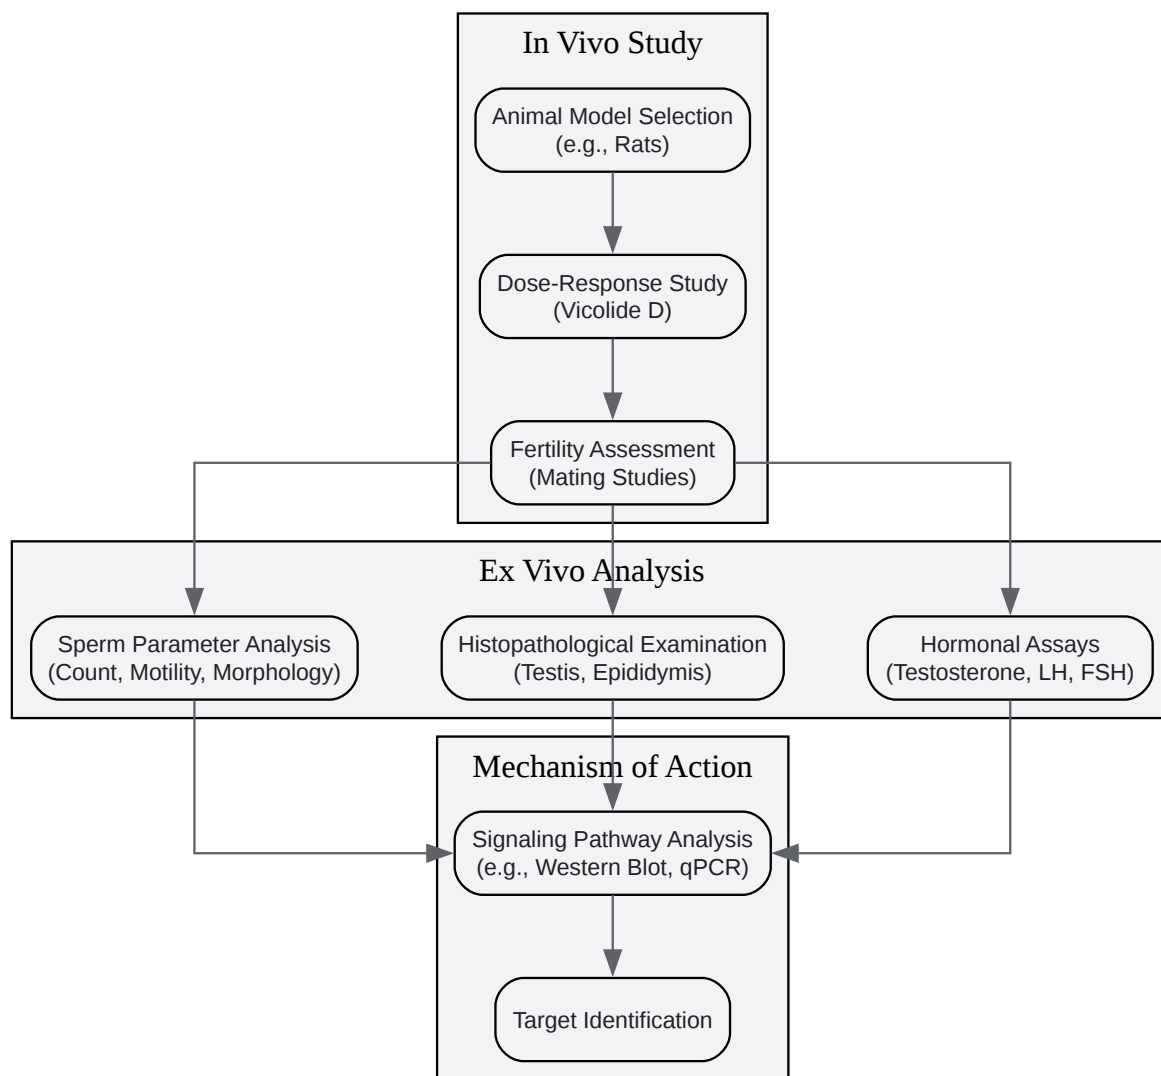 In Vivo Study
Animal Model Selection
(e.g., Rats)
Dose-Response Study
(Vicolide D)
Fertility Assessment
(Mating Studies)
Ex Vivo Analysis
Sperm Parameter Analysis
(Count, Motility, Morphology)
Histopathological Examination
(Testis, Epididymis)
Hormonal Assays
(Testosterone, LH, FSH)
Mechanism of Action
Signaling Pathway Analysis
(e.g., Western Blot, qPCR)
Target Identification